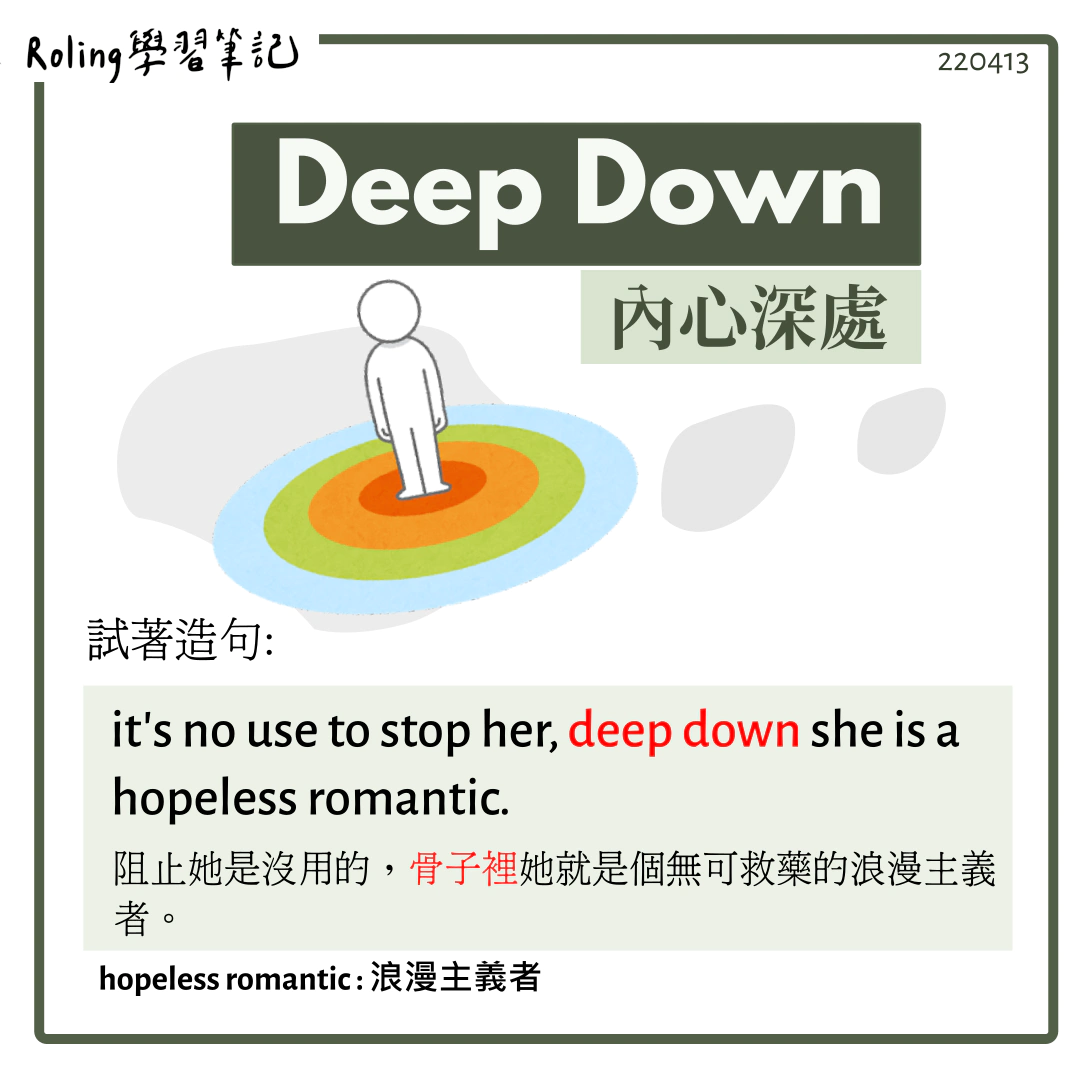 Roling學習筆記
220413
Deep Down
內心深處
試著造句:
it's no use to stop her, deep down she is a
hopeless romantic.
阻止她是沒用的，骨子裡她就是個無可救藥的浪漫主義
者。
hopeless romantic : 浪漫主義者